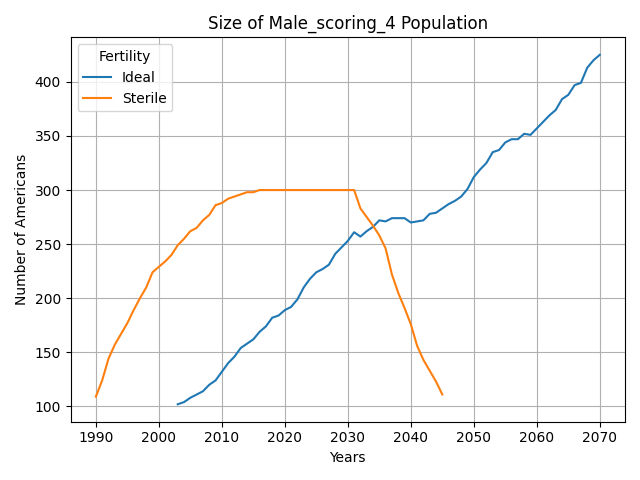 Size of Male_scoring_4 Population
Fertility
Ideal
Sterile
Number of Americans
400
350
300
250
200
150
100
1990 2000 2010 2020 2030 2040 2050 2060 2070
Years